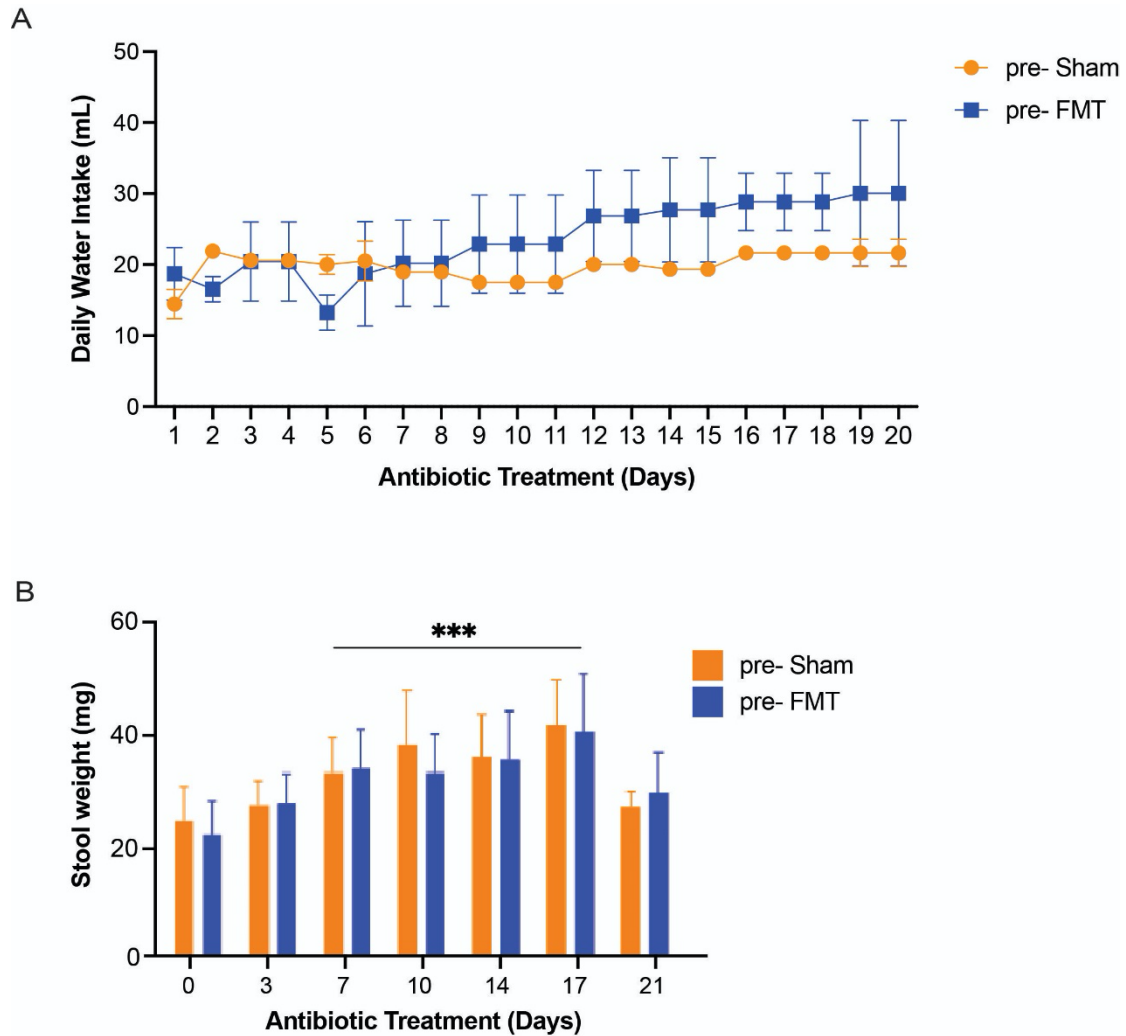 A
50
40
30
20
10
0
Daily Water Intake (mL)
pre- Sham
pre- FMT
1 2 3 4 5 6 7 8 9 10 11 12 13 14 15 16 17 18 19 20
Antibiotic Treatment (Days)
B
60
40
20
0
Stool weight (mg)
***
pre- Sham
pre- FMT
0 3 7 10 14 17 21
Antibiotic Treatment (Days)